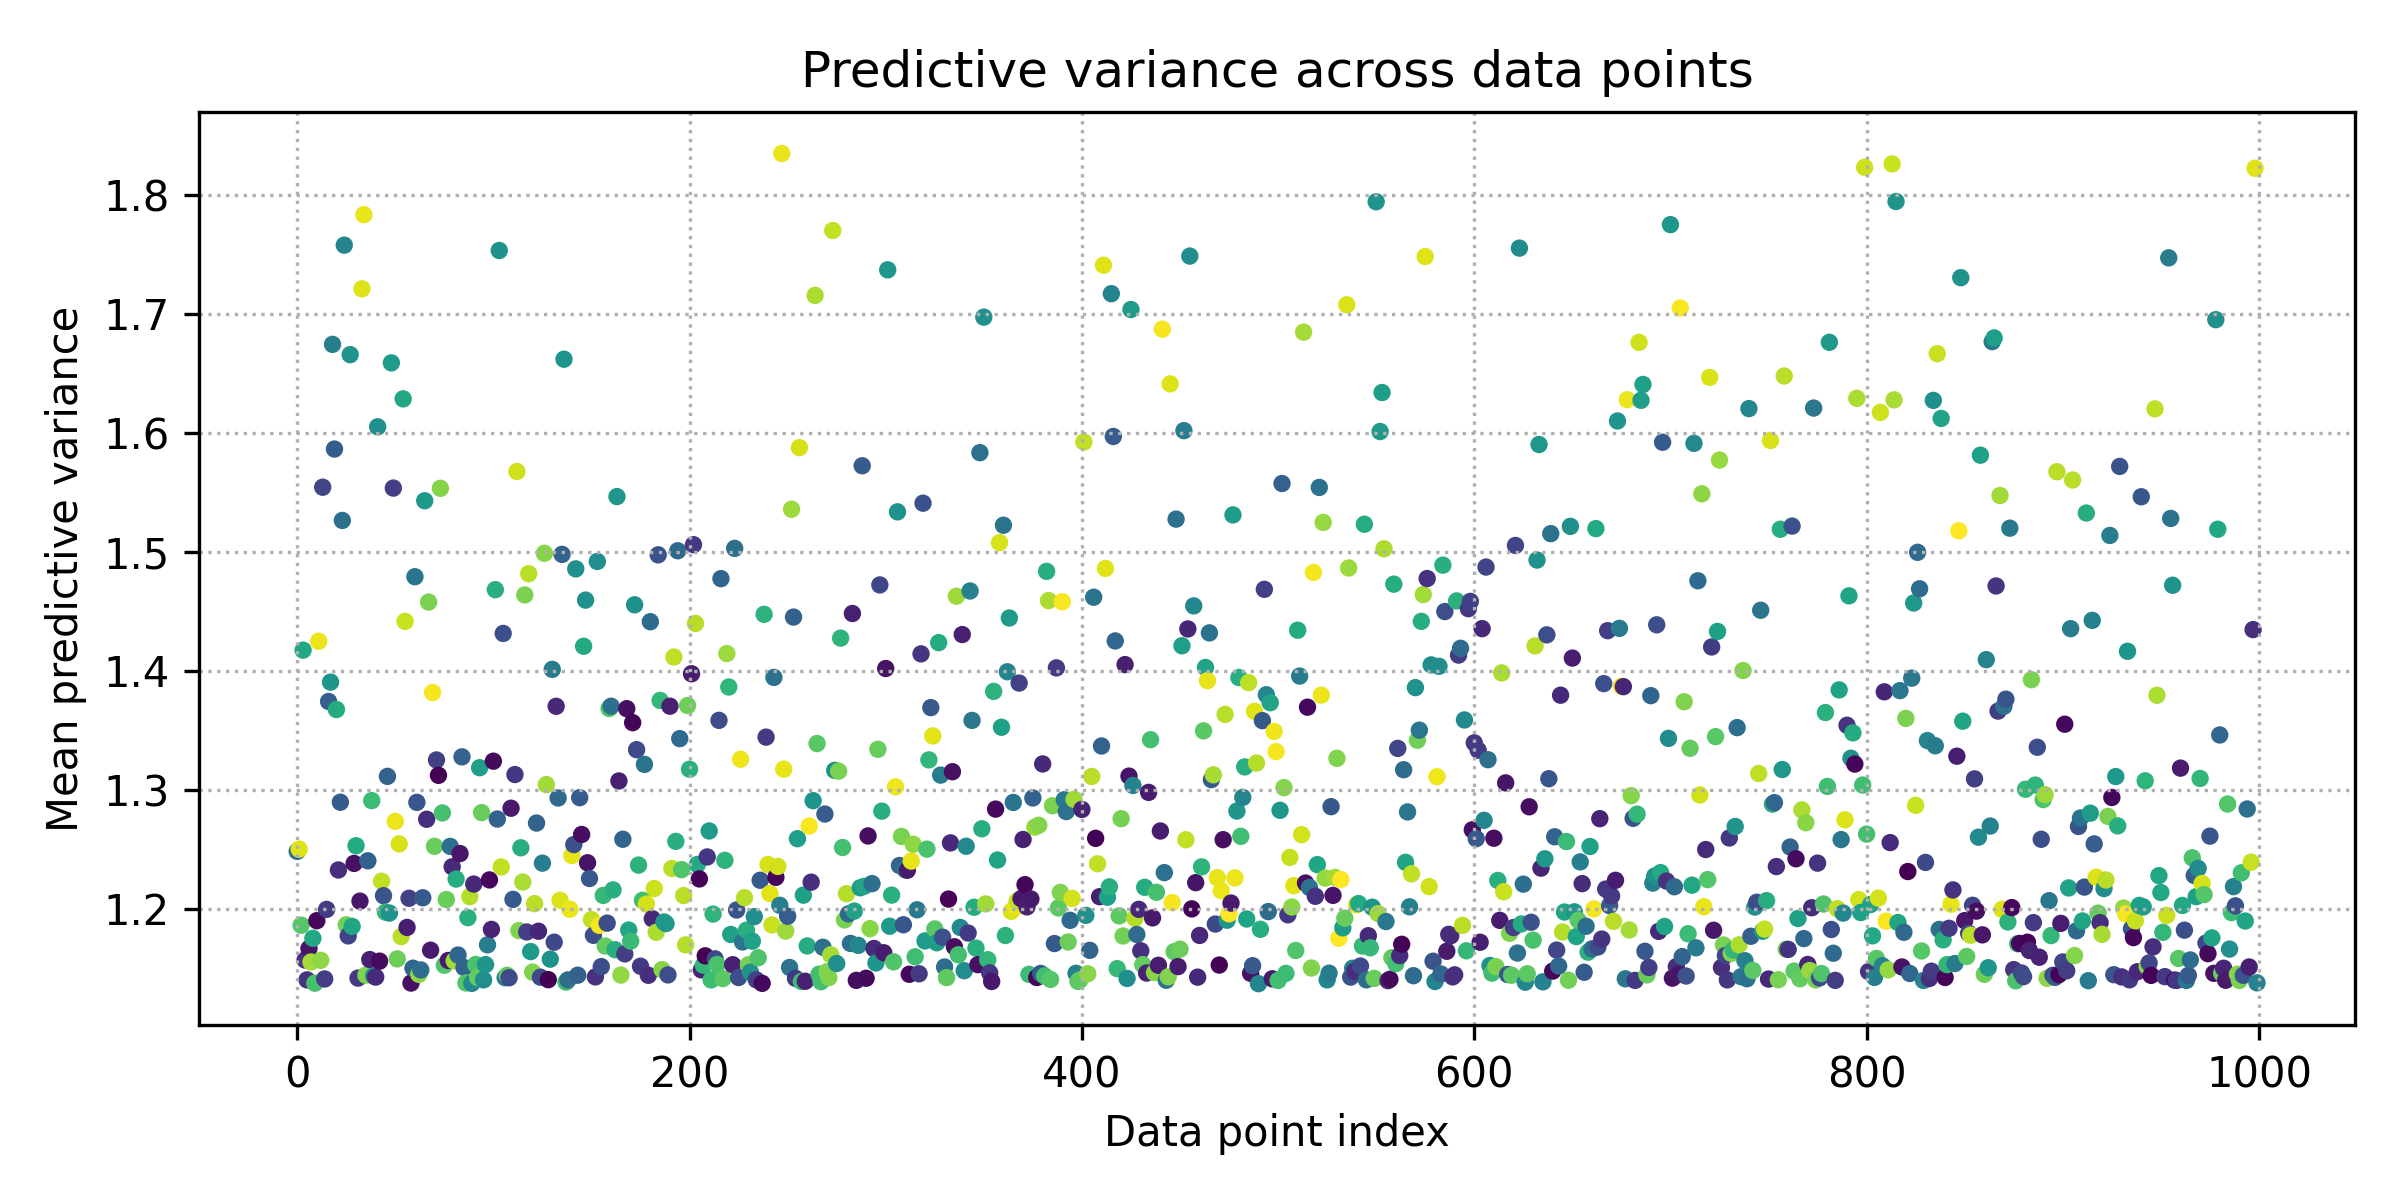 Predictive variance across data points
Mean predictive variance
1.8
1.7
1.6
1.5
1.4
1.3
1.2
0 200 400 600 800 1000
Data point index